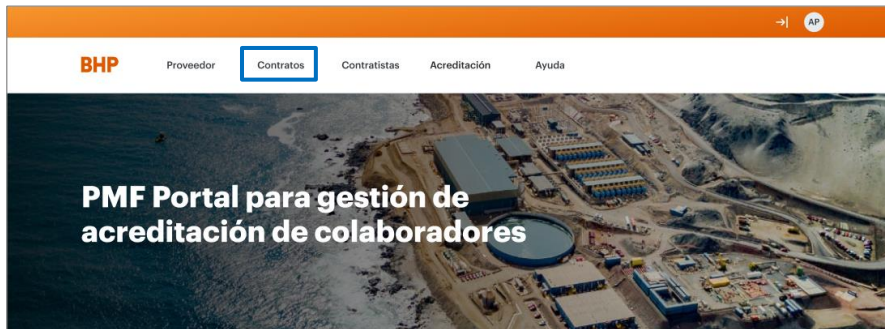 AP
BHP Proveedor Contratos Contratistas Acreditación Ayuda
PMF Portal para gestión de
acreditación de colaboradores